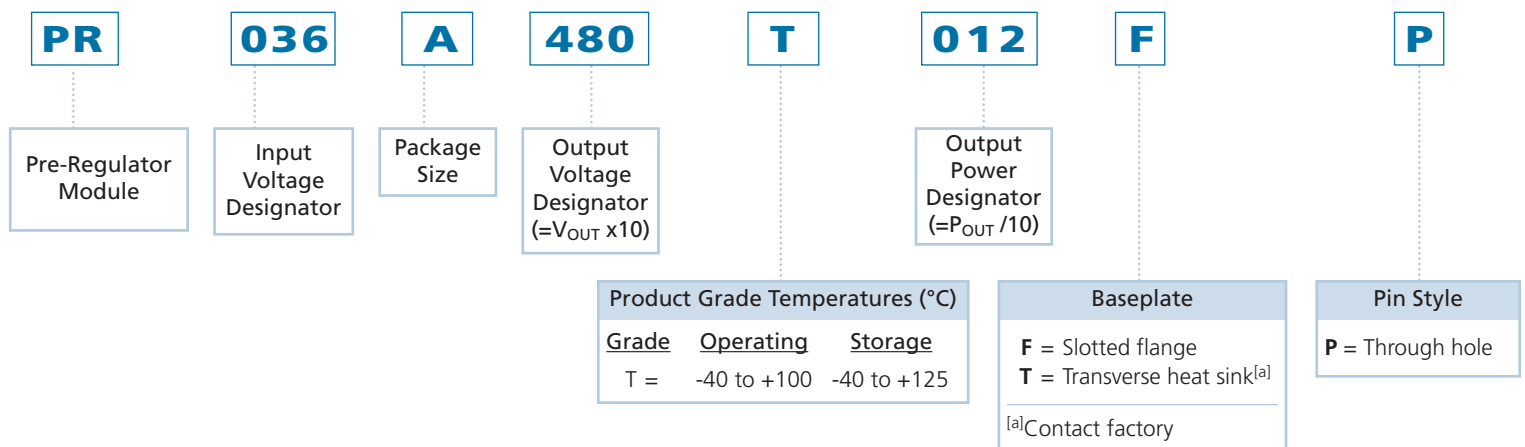 PR 036 A 480 T 012 F P
Pre-Regulator
Module
Input
Voltage
Designator
Package
Size
Output
Voltage
Designator
(=VOUT x10)
Output
Power
Designator
(=POUT /10)
Product Grade Temperatures (°C)
Grade Operating Storage
T = -40 to +100 -40 to +125
Baseplate
F = Slotted flange
T = Transverse heat sink[a]
[a]Contact factory
Pin Style
P = Through hole